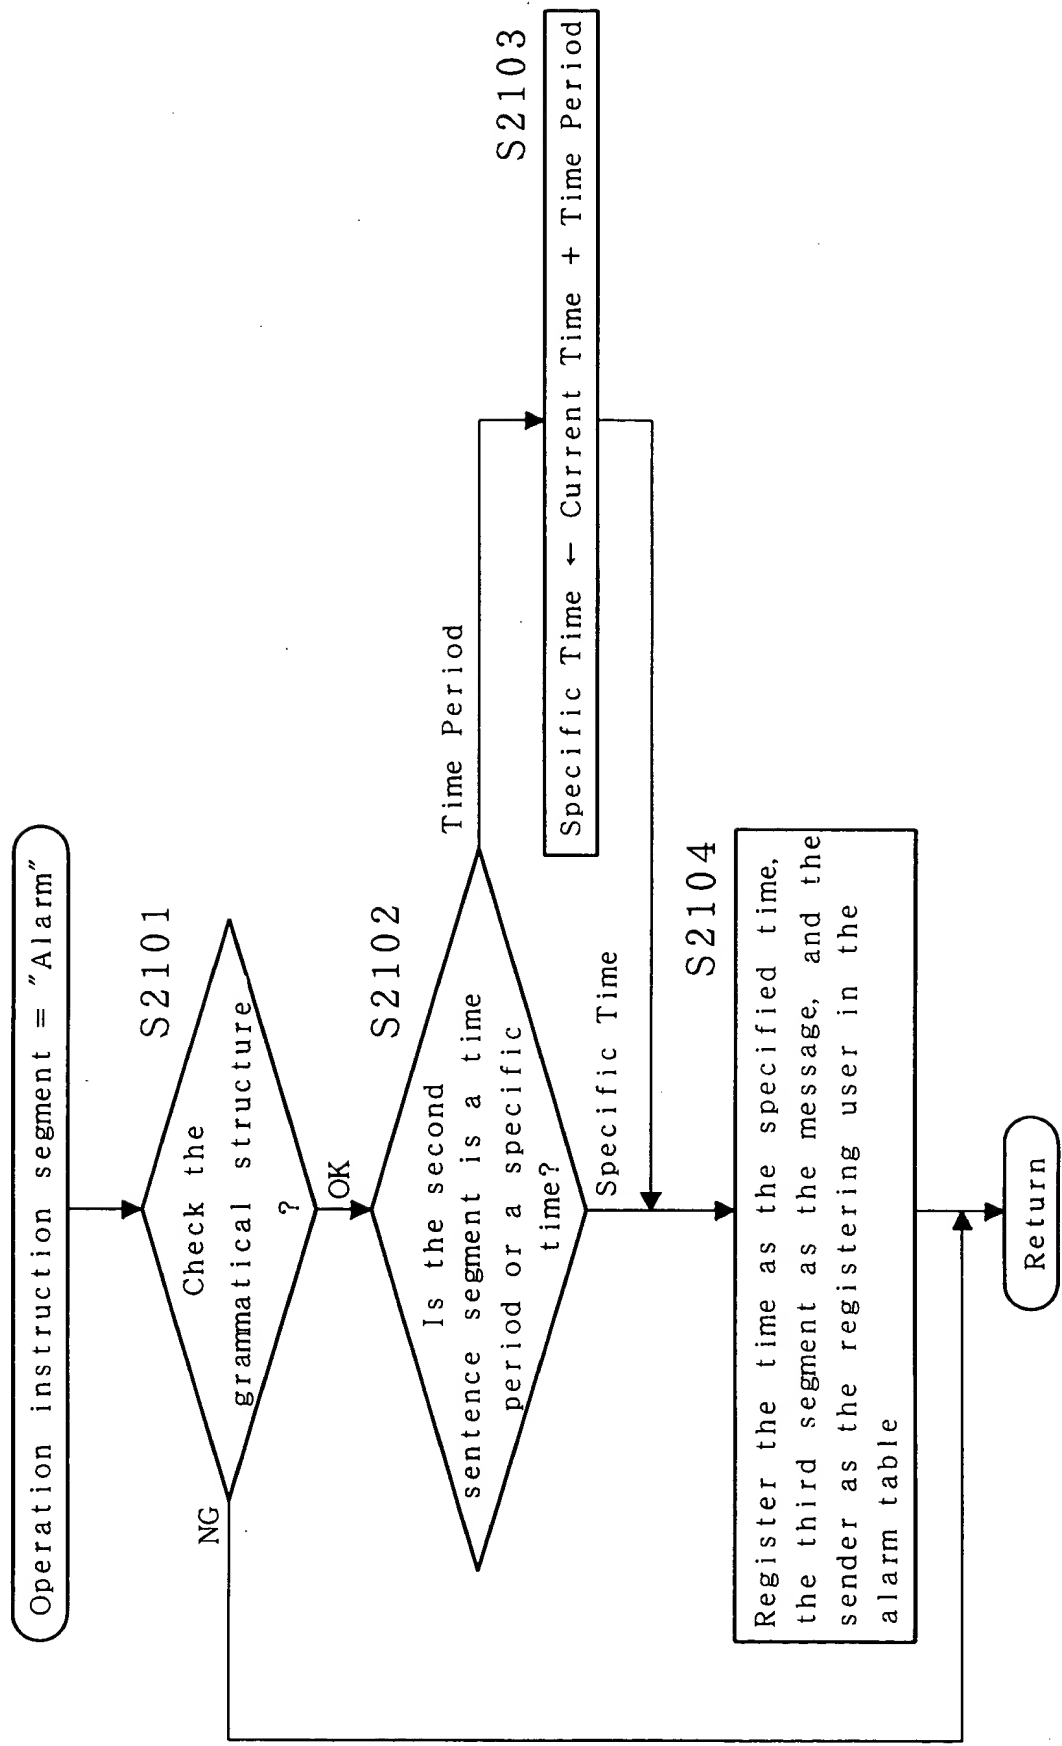 Operation instruction segment = "Alarm"
S2101
Check the
grammatical structure
?
NG
OK
S2102
Is the second
sentence segment is a time
period or a specific
time?
Time Period
S2103
Specific Time ← Current Time + Time Period
Specific Time
S2104
Register the time as the specified time,
the third segment as the message, and the
sender as the registering user in the
alarm table
Return